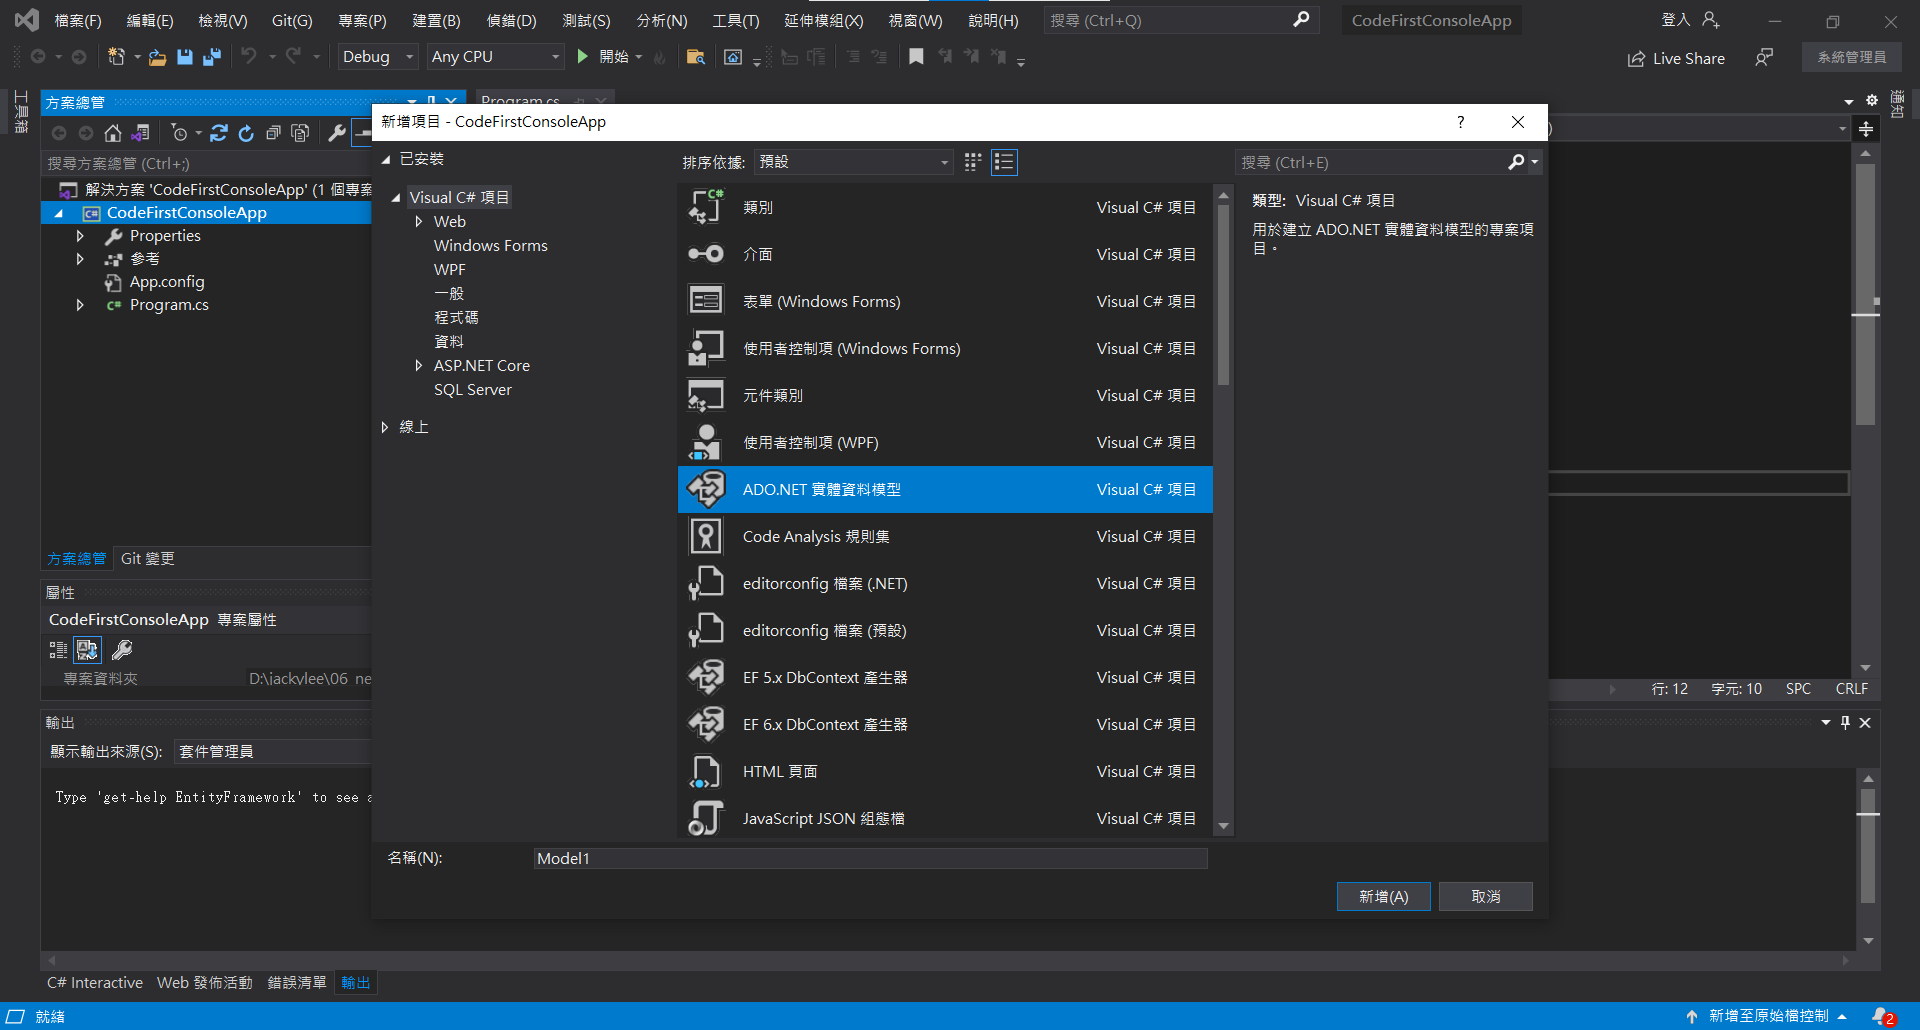 檔案(F) 編輯(E) 檢視(V) Git(G) 專案(P) 建置(B) 偵錯(D) 測試(S) 分析(N) 工具(T) 延伸模組(X) 視窗(W) 說明(H) 搜尋 (Ctrl+Q) CodeFirstConsoleApp 登入
Debug Any CPU 開始 Live Share 系統管理員
工具箱
通知
方案總管
Program.cs
搜尋方案總管 (Ctrl+;)
解決方案 'CodeFirstConsoleApp' (1 個專案
CodeFirstConsoleApp
Properties
參考
App.config
Program.cs
方案總管 Git 變更
屬性
CodeFirstConsoleApp 專案屬性
專案資料夾 D:\jackylee\06_ne
輸出
顯示輸出來源(S): 套件管理員
Type 'get-help EntityFramework' to see a
新增項目 - CodeFirstConsoleApp
?
已安裝
Visual C# 項目
Web
Windows Forms
WPF
一般
程式碼
資料
ASP.NET Core
SQL Server
線上
排序依據: 預設
搜尋 (Ctrl+E)
類別 Visual C# 項目
介面 Visual C# 項目
表單 (Windows Forms) Visual C# 項目
使用者控制項 (Windows Forms) Visual C# 項目
元件類別 Visual C# 項目
使用者控制項 (WPF) Visual C# 項目
ADO.NET 實體資料模型 Visual C# 項目
Code Analysis 規則集 Visual C# 項目
editorconfig 檔案 (.NET) Visual C# 項目
editorconfig 檔案 (預設) Visual C# 項目
EF 5.x DbContext 產生器 Visual C# 項目
EF 6.x DbContext 產生器 Visual C# 項目
HTML 頁面 Visual C# 項目
JavaScript JSON 組態檔 Visual C# 項目
類型: Visual C# 項目
用於建立 ADO.NET 實體資料模型的專案項
目。
名稱(N): Model1
新增(A) 取消
行: 12 字元: 10 SPC CRLF
C# Interactive Web 發佈活動 錯誤清單 輸出
就緒 新增至原始檔控制 2